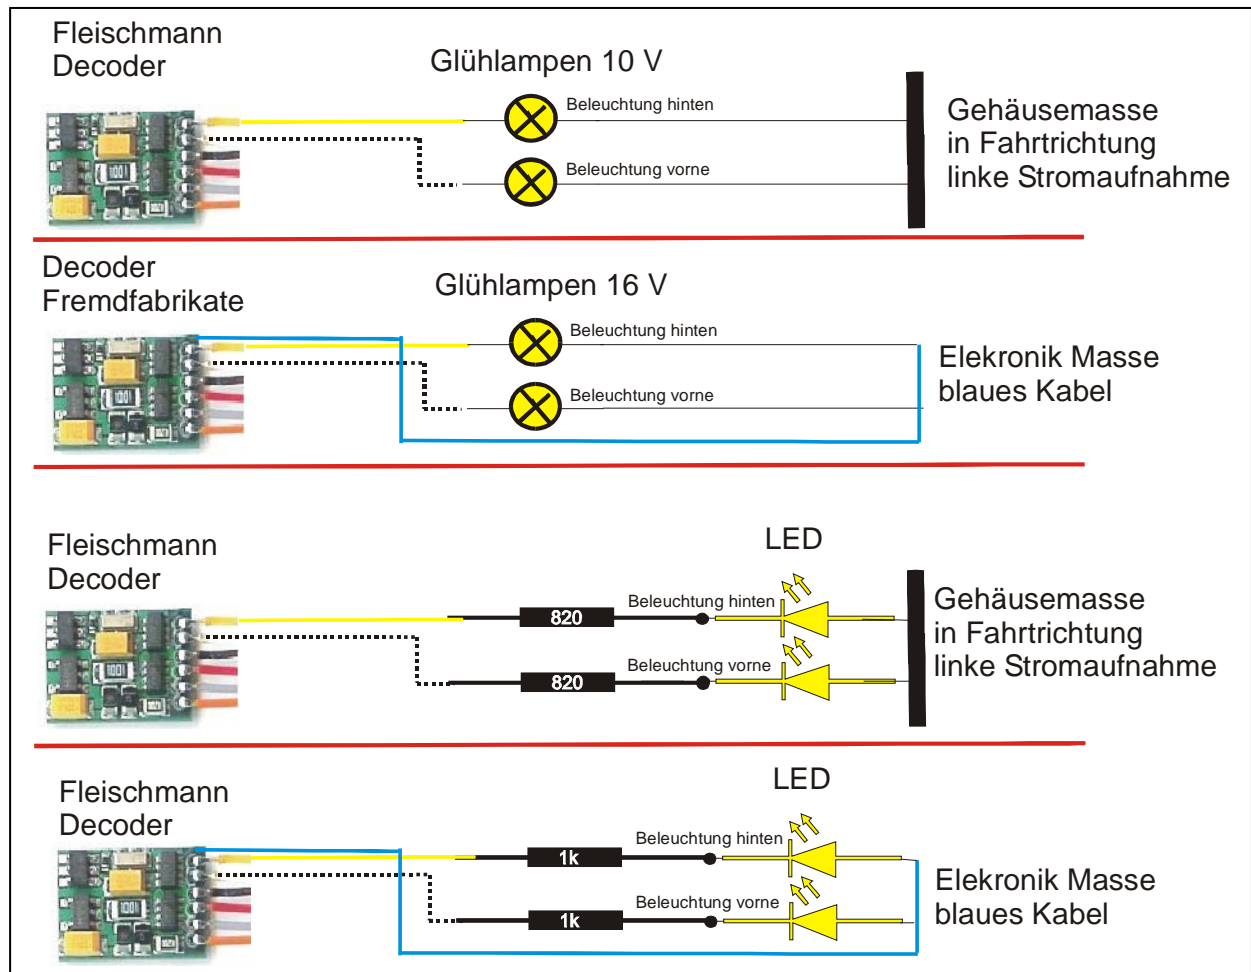 Fleischmann
Decoder
Glühlampen 10 V
Beleuchtung hinten
Beleuchtung vorne
Gehäusemasse
in Fahrtrichtung
linke Stromaufnahme
Decoder
Fremdfabrikate
Glühlampen 16 V
Beleuchtung hinten
Beleuchtung vorne
Elekronik Masse
blaues Kabel
Fleischmann
Decoder
LED
Beleuchtung hinten
820
Beleuchtung vorne
820
Gehäusemasse
in Fahrtrichtung
linke Stromaufnahme
Fleischmann
Decoder
LED
Beleuchtung hinten
1k
Beleuchtung vorne
1k
Elekronik Masse
blaues Kabel